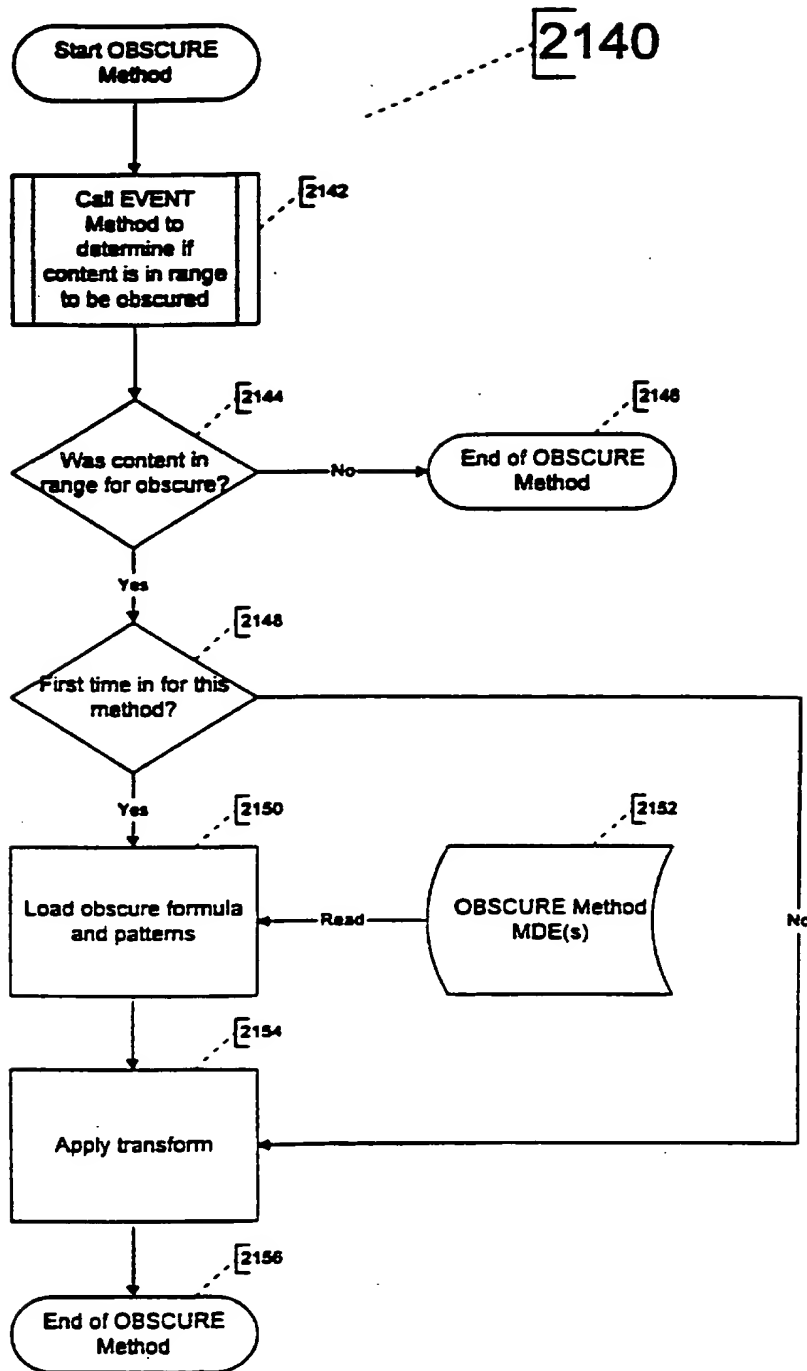 Start OBSCURE
Method
2140
Call EVENT
Method to
determine if
content is in range
to be obscured
2142
2144
Was content in
range for obscure?
No
2146
End of OBSCURE
Method
Yes
2148
First time in for this
method?
Yes
2150
Load obscure formula
and patterns
Read
2152
OBSCURE Method
MDE(s)
No
2154
Apply transform
2156
End of OBSCURE
Method